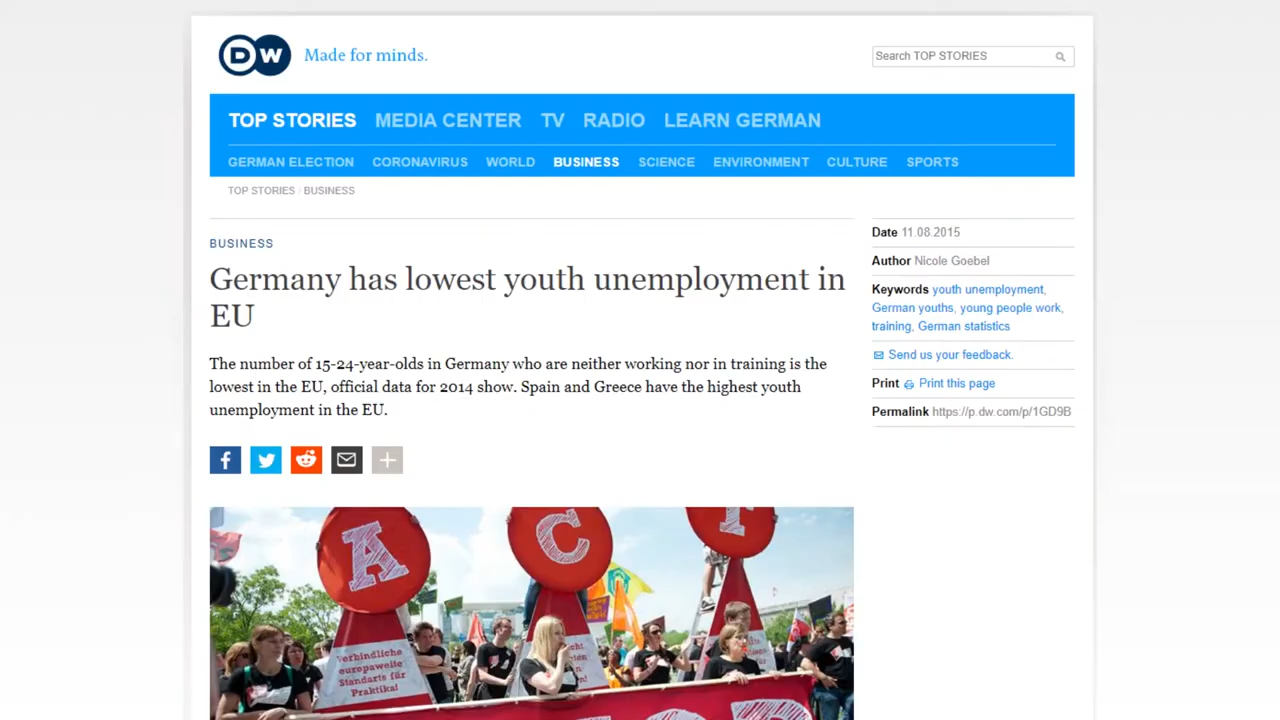 DW Made for minds.
Search TOP STORIES
TOP STORIES MEDIA CENTER TV RADIO LEARN GERMAN
GERMAN ELECTION CORONAVIRUS WORLD BUSINESS SCIENCE ENVIRONMENT CULTURE SPORTS
TOP STORIES / BUSINESS
BUSINESS
Germany has lowest youth unemployment in
EU
The number of 15-24-year-olds in Germany who are neither working nor in training is the
lowest in the EU, official data for 2014 show. Spain and Greece have the highest youth
unemployment in the EU.
Date 11.08.2015
Author Nicole Goebel
Keywords youth unemployment,
German youths, young people work,
training, German statistics
Send us your feedback.
Print Print this page
Permalink https://p.dw.com/p/1GD9B
A C T
Verbindliche
europaweite
Standarts für
Praktika!